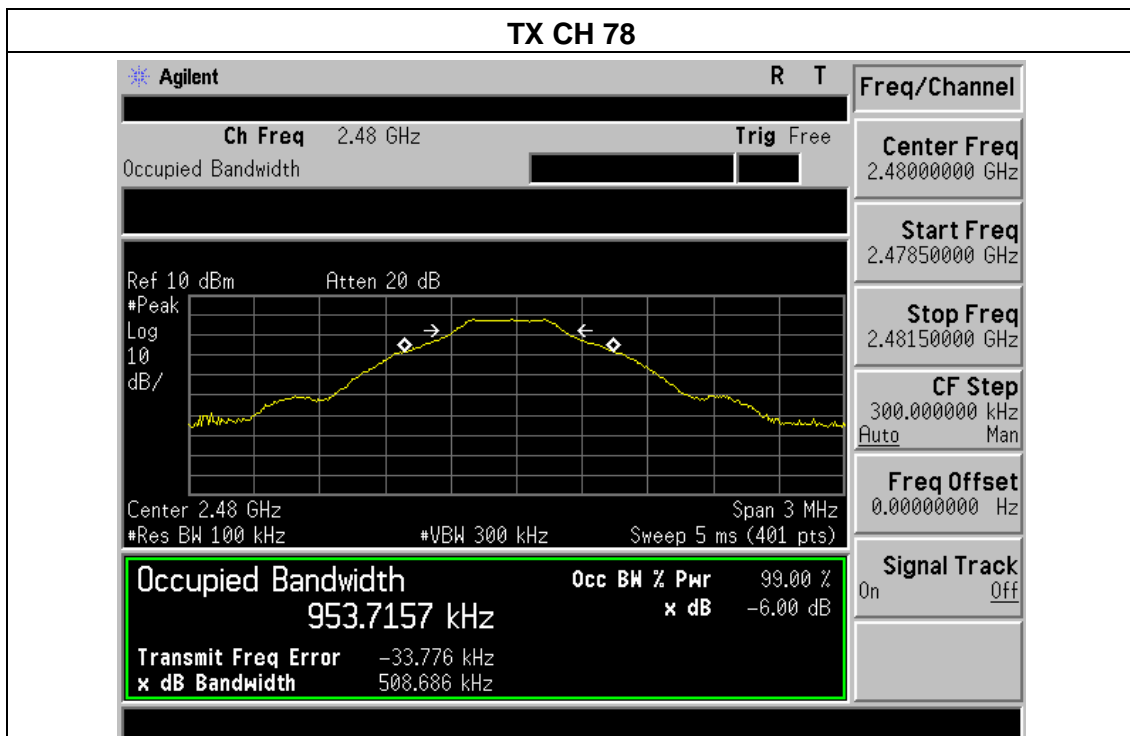 TX CH 78
Agilent R T
Ch Freq 2.48 GHz Trig Free
Occupied Bandwidth
Ref 10 dBm Atten 20 dB
#Peak
Log
10
dB/
Center 2.48 GHz Span 3 MHz
#Res BW 100 kHz #VBW 300 kHz Sweep 5 ms (401 pts)
Occupied Bandwidth
953.7157 kHz
Occ BW % Pwr 99.00 %
x dB -6.00 dB
Transmit Freq Error -33.776 kHz
x dB Bandwidth 508.686 kHz
Freq/Channel
Center Freq
2.48000000 GHz
Start Freq
2.47850000 GHz
Stop Freq
2.48150000 GHz
CF Step
300.000000 kHz
Auto Man
Freq Offset
0.00000000 Hz
Signal Track
On Off